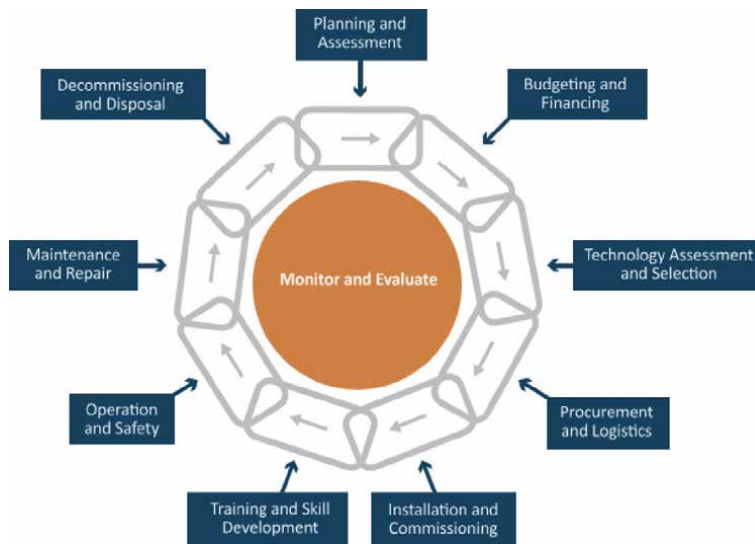 Planning and
Assessment
Budgeting and
Financing
Technology Assessment
and Selection
Procurement
and Logistics
Installation and
Commissioning
Training and Skill
Development
Operation
and Safety
Maintenance
and Repair
Decommissioning
and Disposal
Monitor and Evaluate